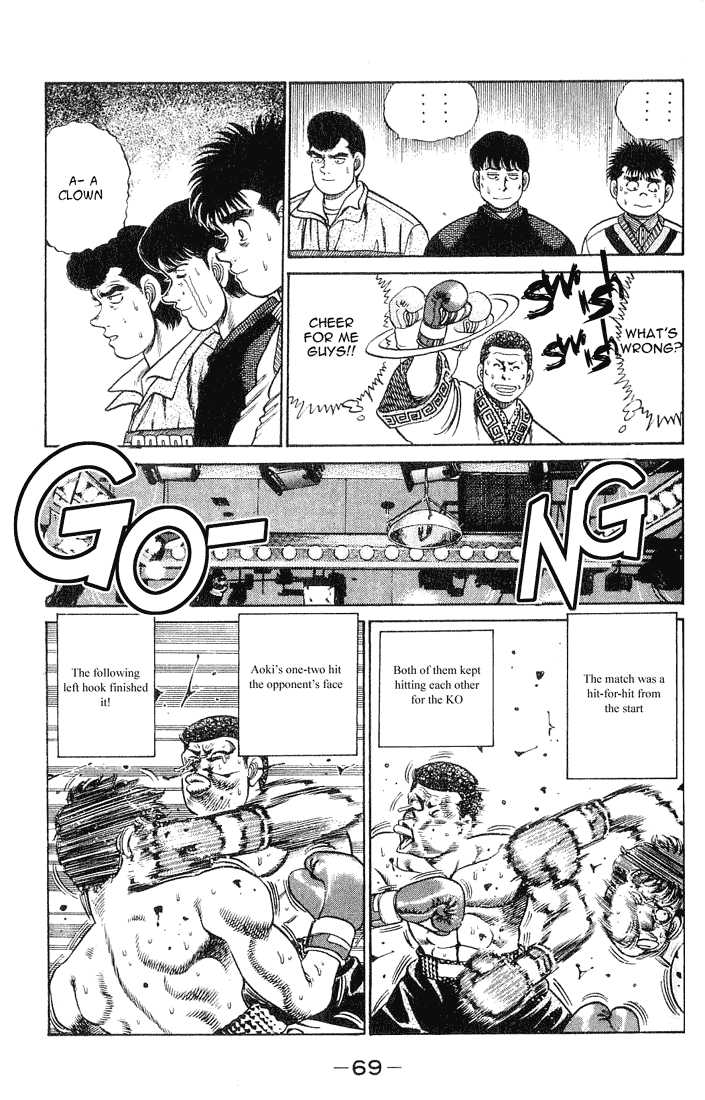 . . .
. . .
. . .
. . .
A- A
CLOWN
SWISH
SWISH
WHAT'S
WRONG?
CHEER
FOR ME
GUYS!!
GO-NG
The match was a
hit-for-hit from
the start
Both of them kept
hitting each other
for the KO
Aoki's one-two hit
the opponent's face
The following
left hook finished
it!
—69—